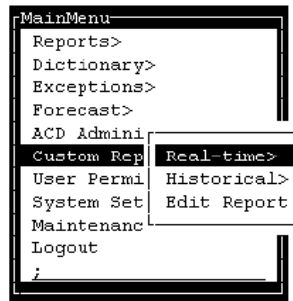 MainMenu
Reports>
Dictionary>
Exceptions>
Forecast>
ACD Admini
Custom Rep
Real-time>
User Permi
Historical>
System Set
Edit Report
Maintenanc
Logout
;